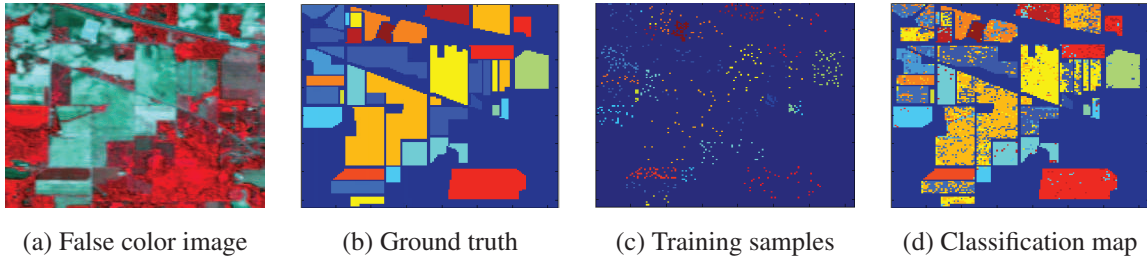 (a) False color image
(b) Ground truth
(c) Training samples
(d) Classification map